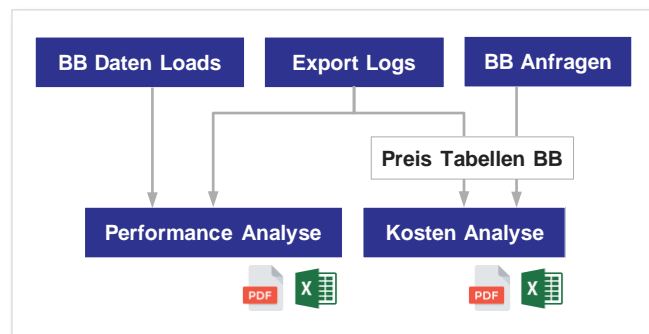 BB Daten Loads
Export Logs
BB Anfragen
Preis Tabellen BB
Performance Analyse
Kosten Analyse
PDF
X
PDF
X